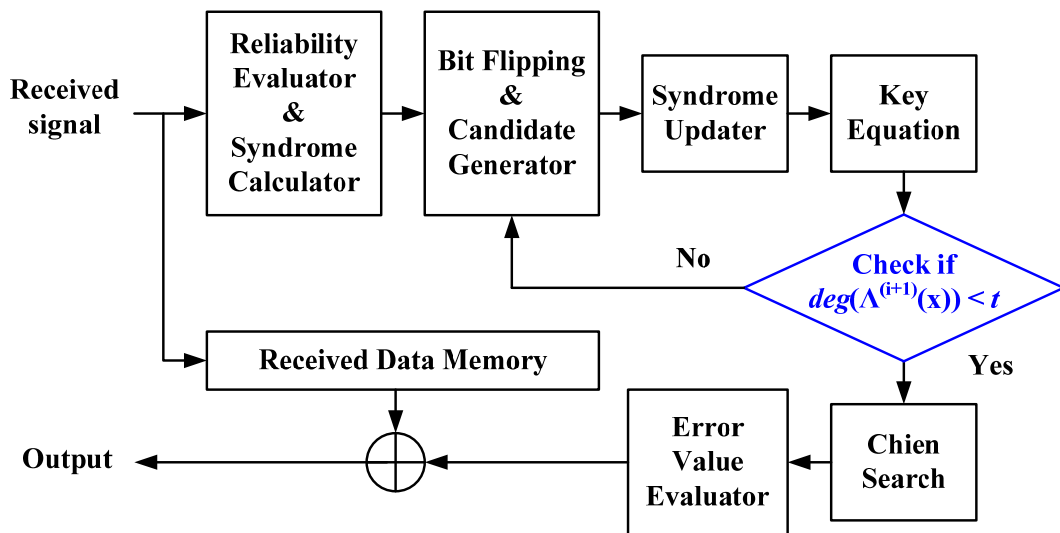 Received
signal
Reliability
Evaluator
&
Syndrome
Calculator
Bit Flipping
&
Candidate
Generator
Syndrome
Updater
Key
Equation
No
Check if
deg(Λ^(i+1)(x)) < t
Yes
Received Data Memory
Output
Error
Value
Evaluator
Chien
Search